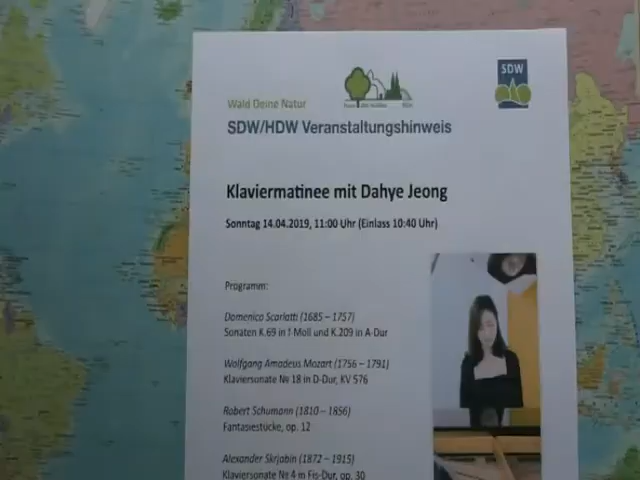 Wald Deine Natur
SDW
SDW/HDW Veranstaltungshinweis
Klaviermatinee mit Dahye Jeong
Sonntag 14.04.2019, 11:00 Uhr (Einlass 10:40 Uhr)
Programm:
Domenico Scarlatti (1685 – 1757)
Sonaten K.69 in f-Moll und K.209 in A-Dur
Wolfgang Amadeus Mozart (1756 – 1791)
Klaviersonate № 18 in D-Dur, KV 576
Robert Schumann (1810 – 1856)
Fantasiestücke, op. 12
Alexander Skrjabin (1872 – 1915)
Klaviersonate № 4 in Fis-Dur, op. 30